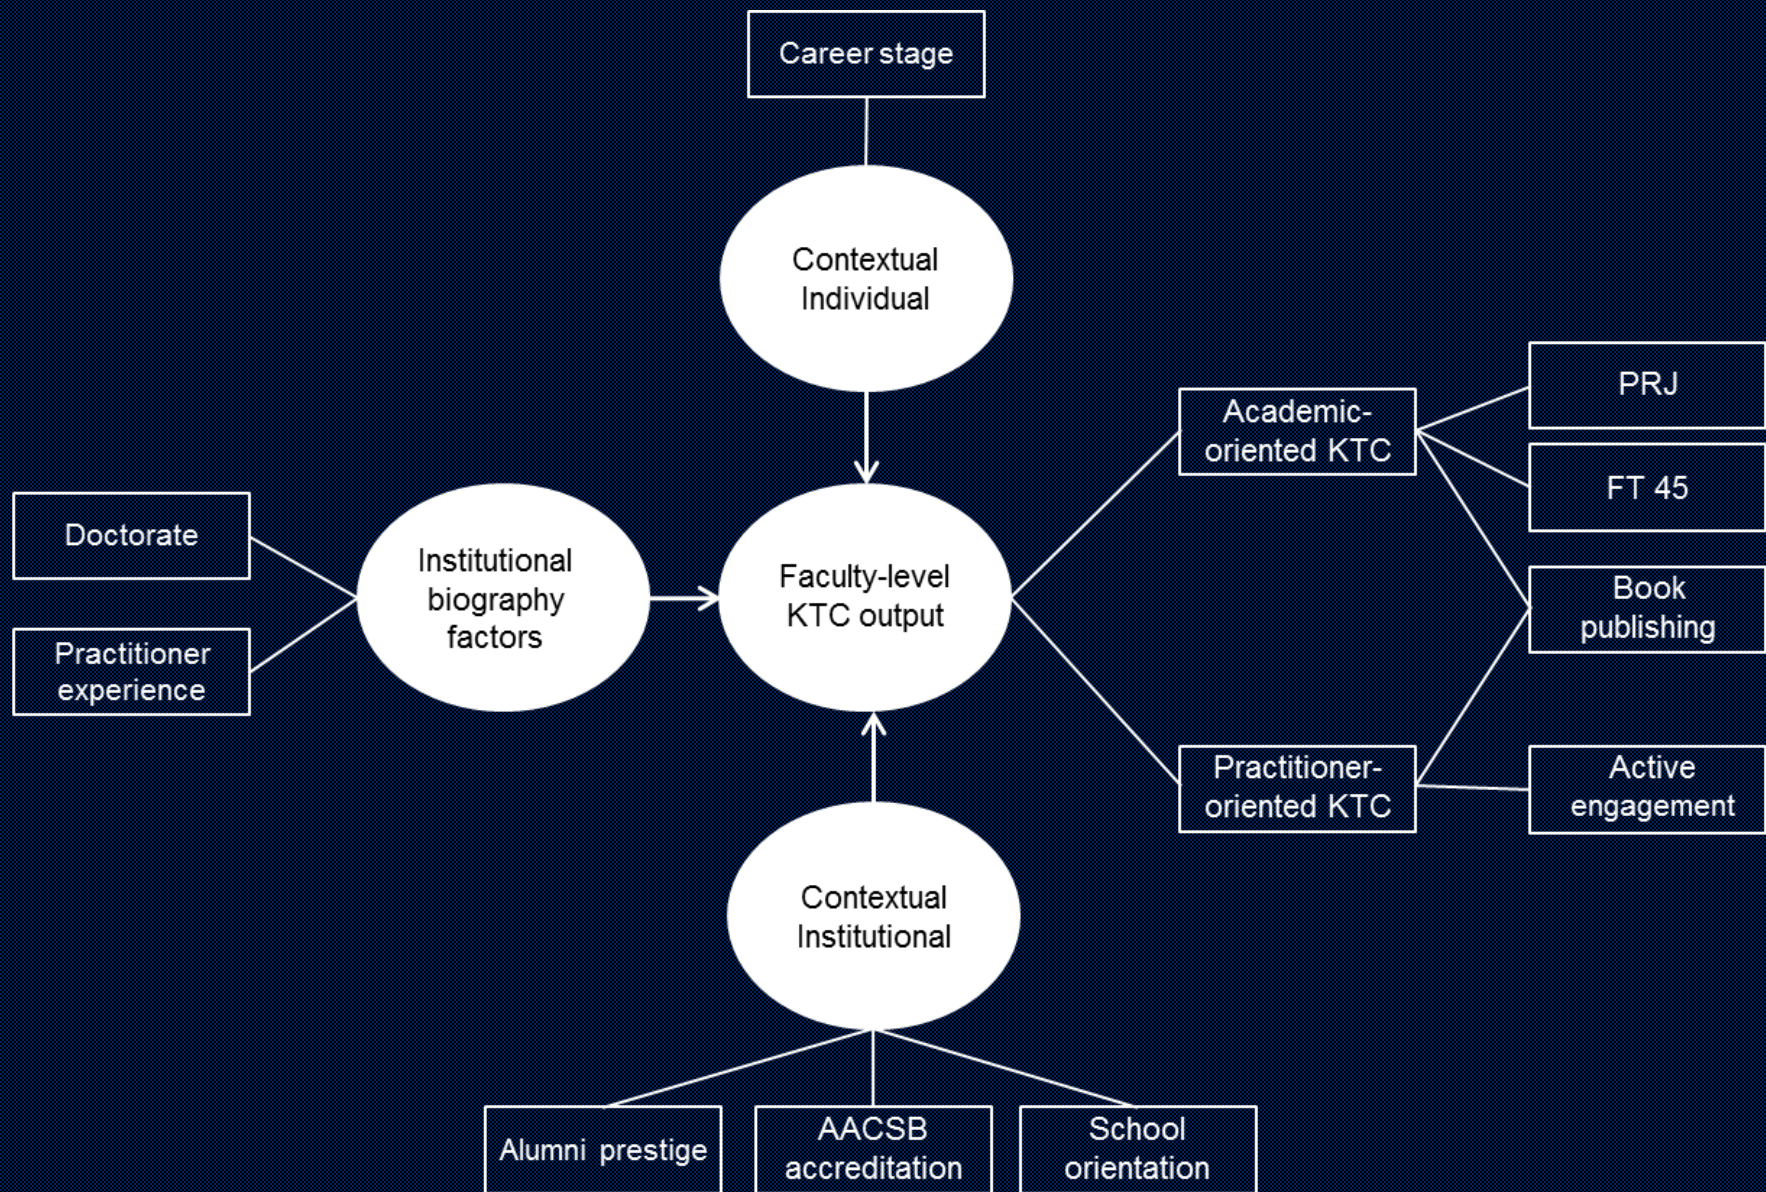 Career stage
Contextual
Individual
PRJ
Academic-
oriented KTC
FT 45
Doctorate
Institutional
biography
factors
Faculty-level
KTC output
Book
publishing
Practitioner
experience
Practitioner-
oriented KTC
Active
engagement
Contextual
Institutional
Alumni prestige
AACSB
accreditation
School
orientation